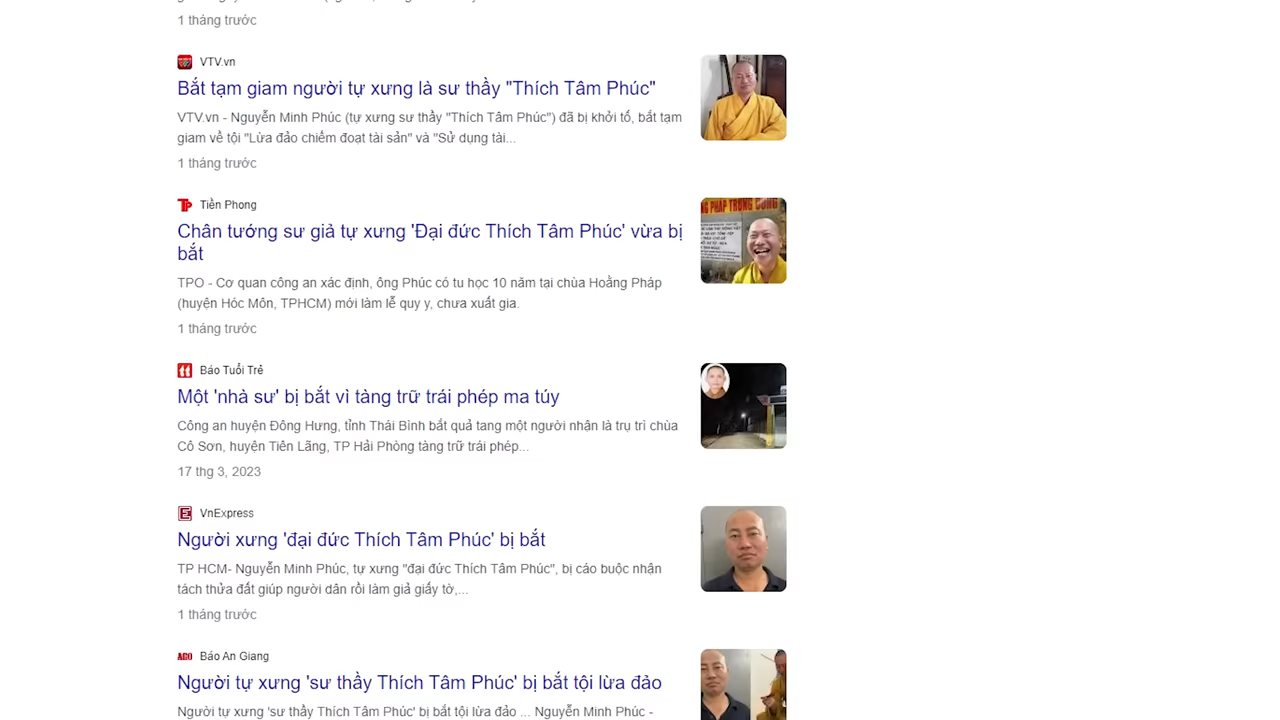 1 tháng trước
VTV.vn
Bắt tạm giam người tự xưng là sư thầy "Thích Tâm Phúc"
VTV.vn - Nguyễn Minh Phúc (tự xưng sư thầy "Thích Tâm Phúc") đã bị khởi tố, bắt tạm
giam về tội "Lừa đảo chiếm đoạt tài sản" và "Sử dụng tài...
1 tháng trước
Tiền Phong
Chân tướng sư giả tự xưng 'Đại đức Thích Tâm Phúc' vừa bị
bắt
TPO - Cơ quan công an xác định, ông Phúc có tu học 10 năm tại chùa Hoằng Pháp
(huyện Hóc Môn, TPHCM) mới làm lễ quy y, chưa xuất gia.
1 tháng trước
Báo Tuổi Trẻ
Một 'nhà sư' bị bắt vì tàng trữ trái phép ma túy
Công an huyện Đông Hưng, tỉnh Thái Bình bắt quả tang một người nhận là trụ trì chùa
Cô Sơn, huyện Tiên Lãng, TP Hải Phòng tàng trữ trái phép...
17 thg 3, 2023
VnExpress
Người xưng 'đại đức Thích Tâm Phúc' bị bắt
TP HCM- Nguyễn Minh Phúc, tự xưng "đại đức Thích Tâm Phúc", bị cáo buộc nhận
tách thửa đất giúp người dân rồi làm giả giấy tờ,...
1 tháng trước
AGO Báo An Giang
Người tự xưng 'sư thầy Thích Tâm Phúc' bị bắt tội lừa đảo
Người tự xưng 'sư thầy Thích Tâm Phúc' bị bắt tội lừa đảo ... Nguyễn Minh Phúc -